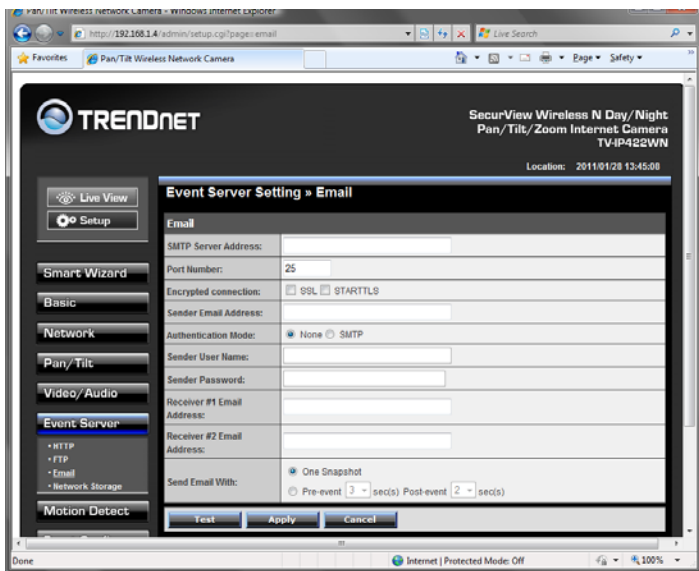 Pan/Tilt Wireless Network Camera - Windows Internet Explorer
http://192.168.1.4/admin/setup.cgi?page=email
Live Search
Favorites Pan/Tilt Wireless Network Camera Page Safety
TRENDNET
SecurView Wireless N Day/Night
Pan/Tilt/Zoom Internet Camera
TV-IP422WN
Location: 2011/01/28 13:45:08
Live View
Setup
Smart Wizard
Basic
Network
Pan/Tilt
Video/Audio
Event Server
• HTTP
• FTP
• Email
• Network Storage
Motion Detect
Event Server Setting » Email
Email
SMTP Server Address:
Port Number: 25
Encrypted connection: SSL STARTTLS
Sender Email Address:
Authentication Mode: None SMTP
Sender User Name:
Sender Password:
Receiver #1 Email
Address:
Receiver #2 Email
Address:
Send Email With: One Snapshot
Pre-event 3 sec(s) Post-event 2 sec(s)
Test Apply Cancel
Done Internet | Protected Mode: Off 100%